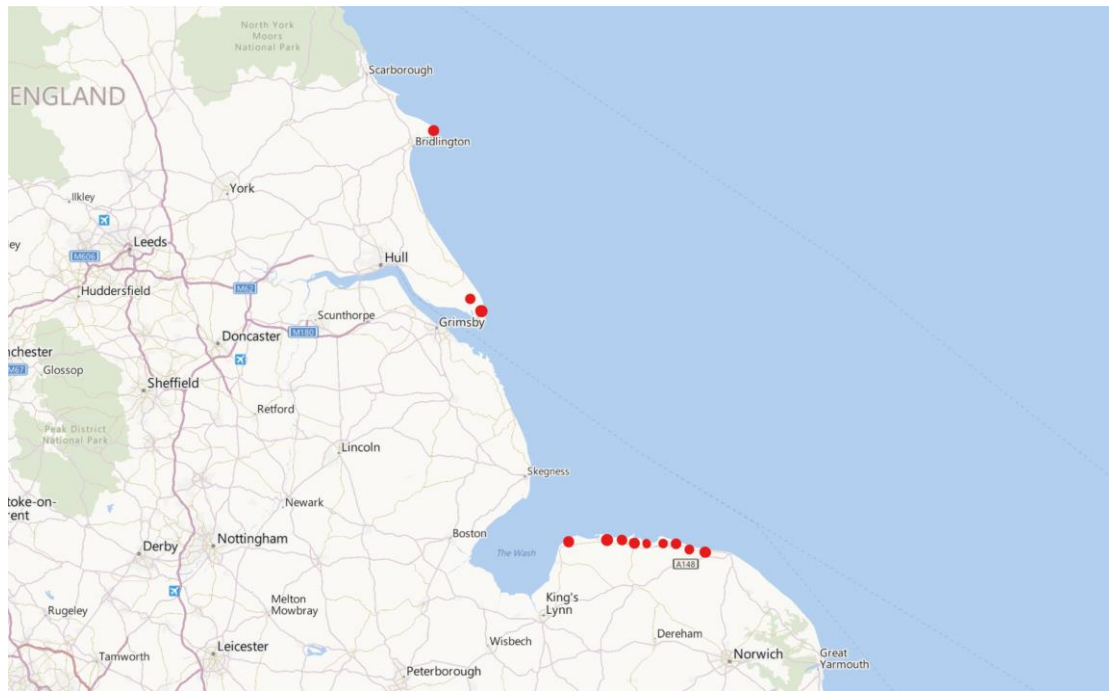 North York
Moors
National Park
Scarborough
ENGLAND
Bridlington
Ilkley
York
Leeds
ey
M606
Hull
Huddersfield
M62
Scunthorpe
Grimsby
M180
Doncaster
nchester
M67
Glossop
Sheffield
Retford
Peak District
National Park
Lincoln
Skegness
toke-on-
rent
Newark
Boston
Nottingham
Derby
The Wash
A148
Melton
Mowbray
King's
Lynn
Rugeley
Dereham
Wisbech
Leicester
Norwich
Great
Yarmouth
Tamworth
Peterborough